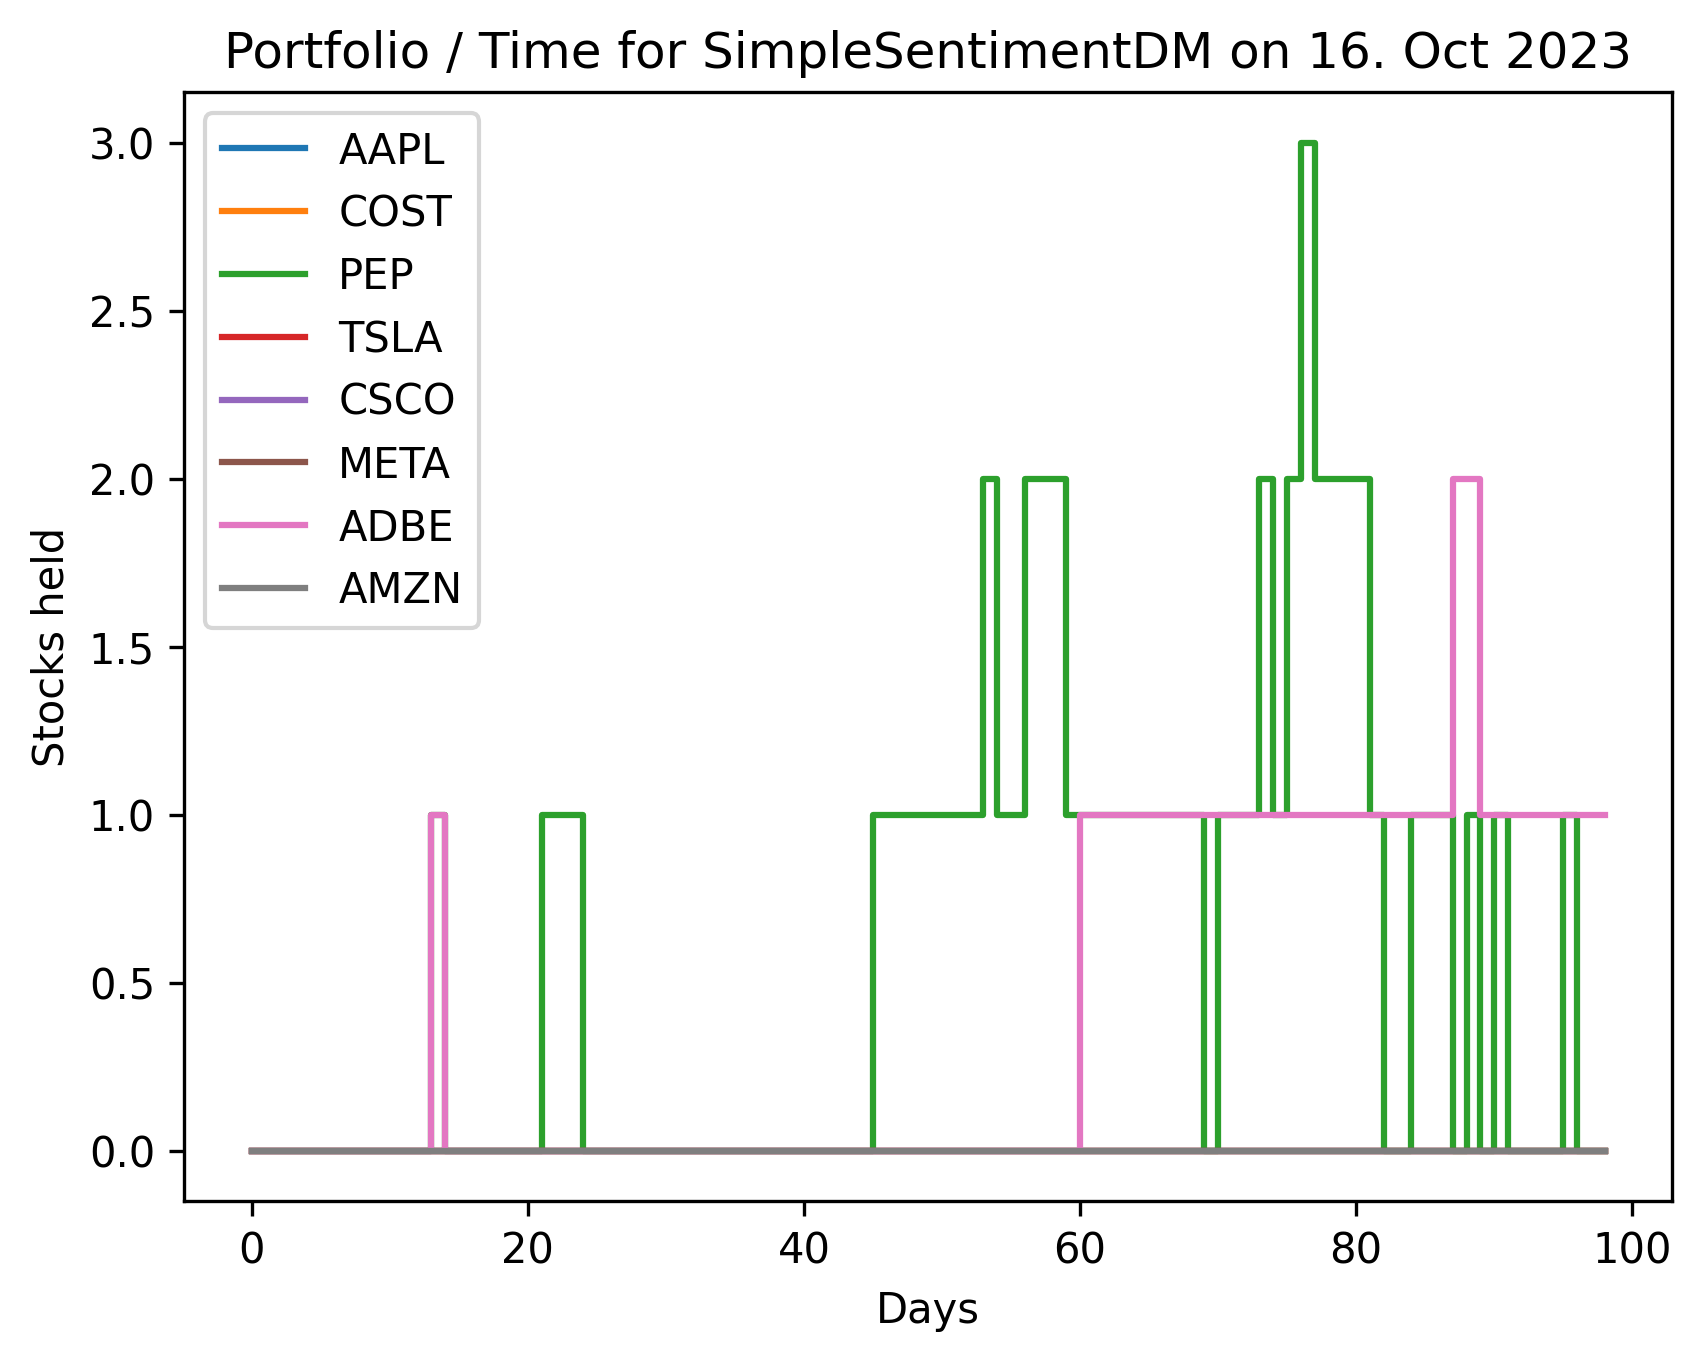 Portfolio / Time for SimpleSentimentDM on 16. Oct 2023
AAPL
COST
PEP
TSLA
CSCO
META
ADBE
AMZN
Stocks held
3.0
2.5
2.0
1.5
1.0
0.5
0.0
0 20 40 60 80 100
Days